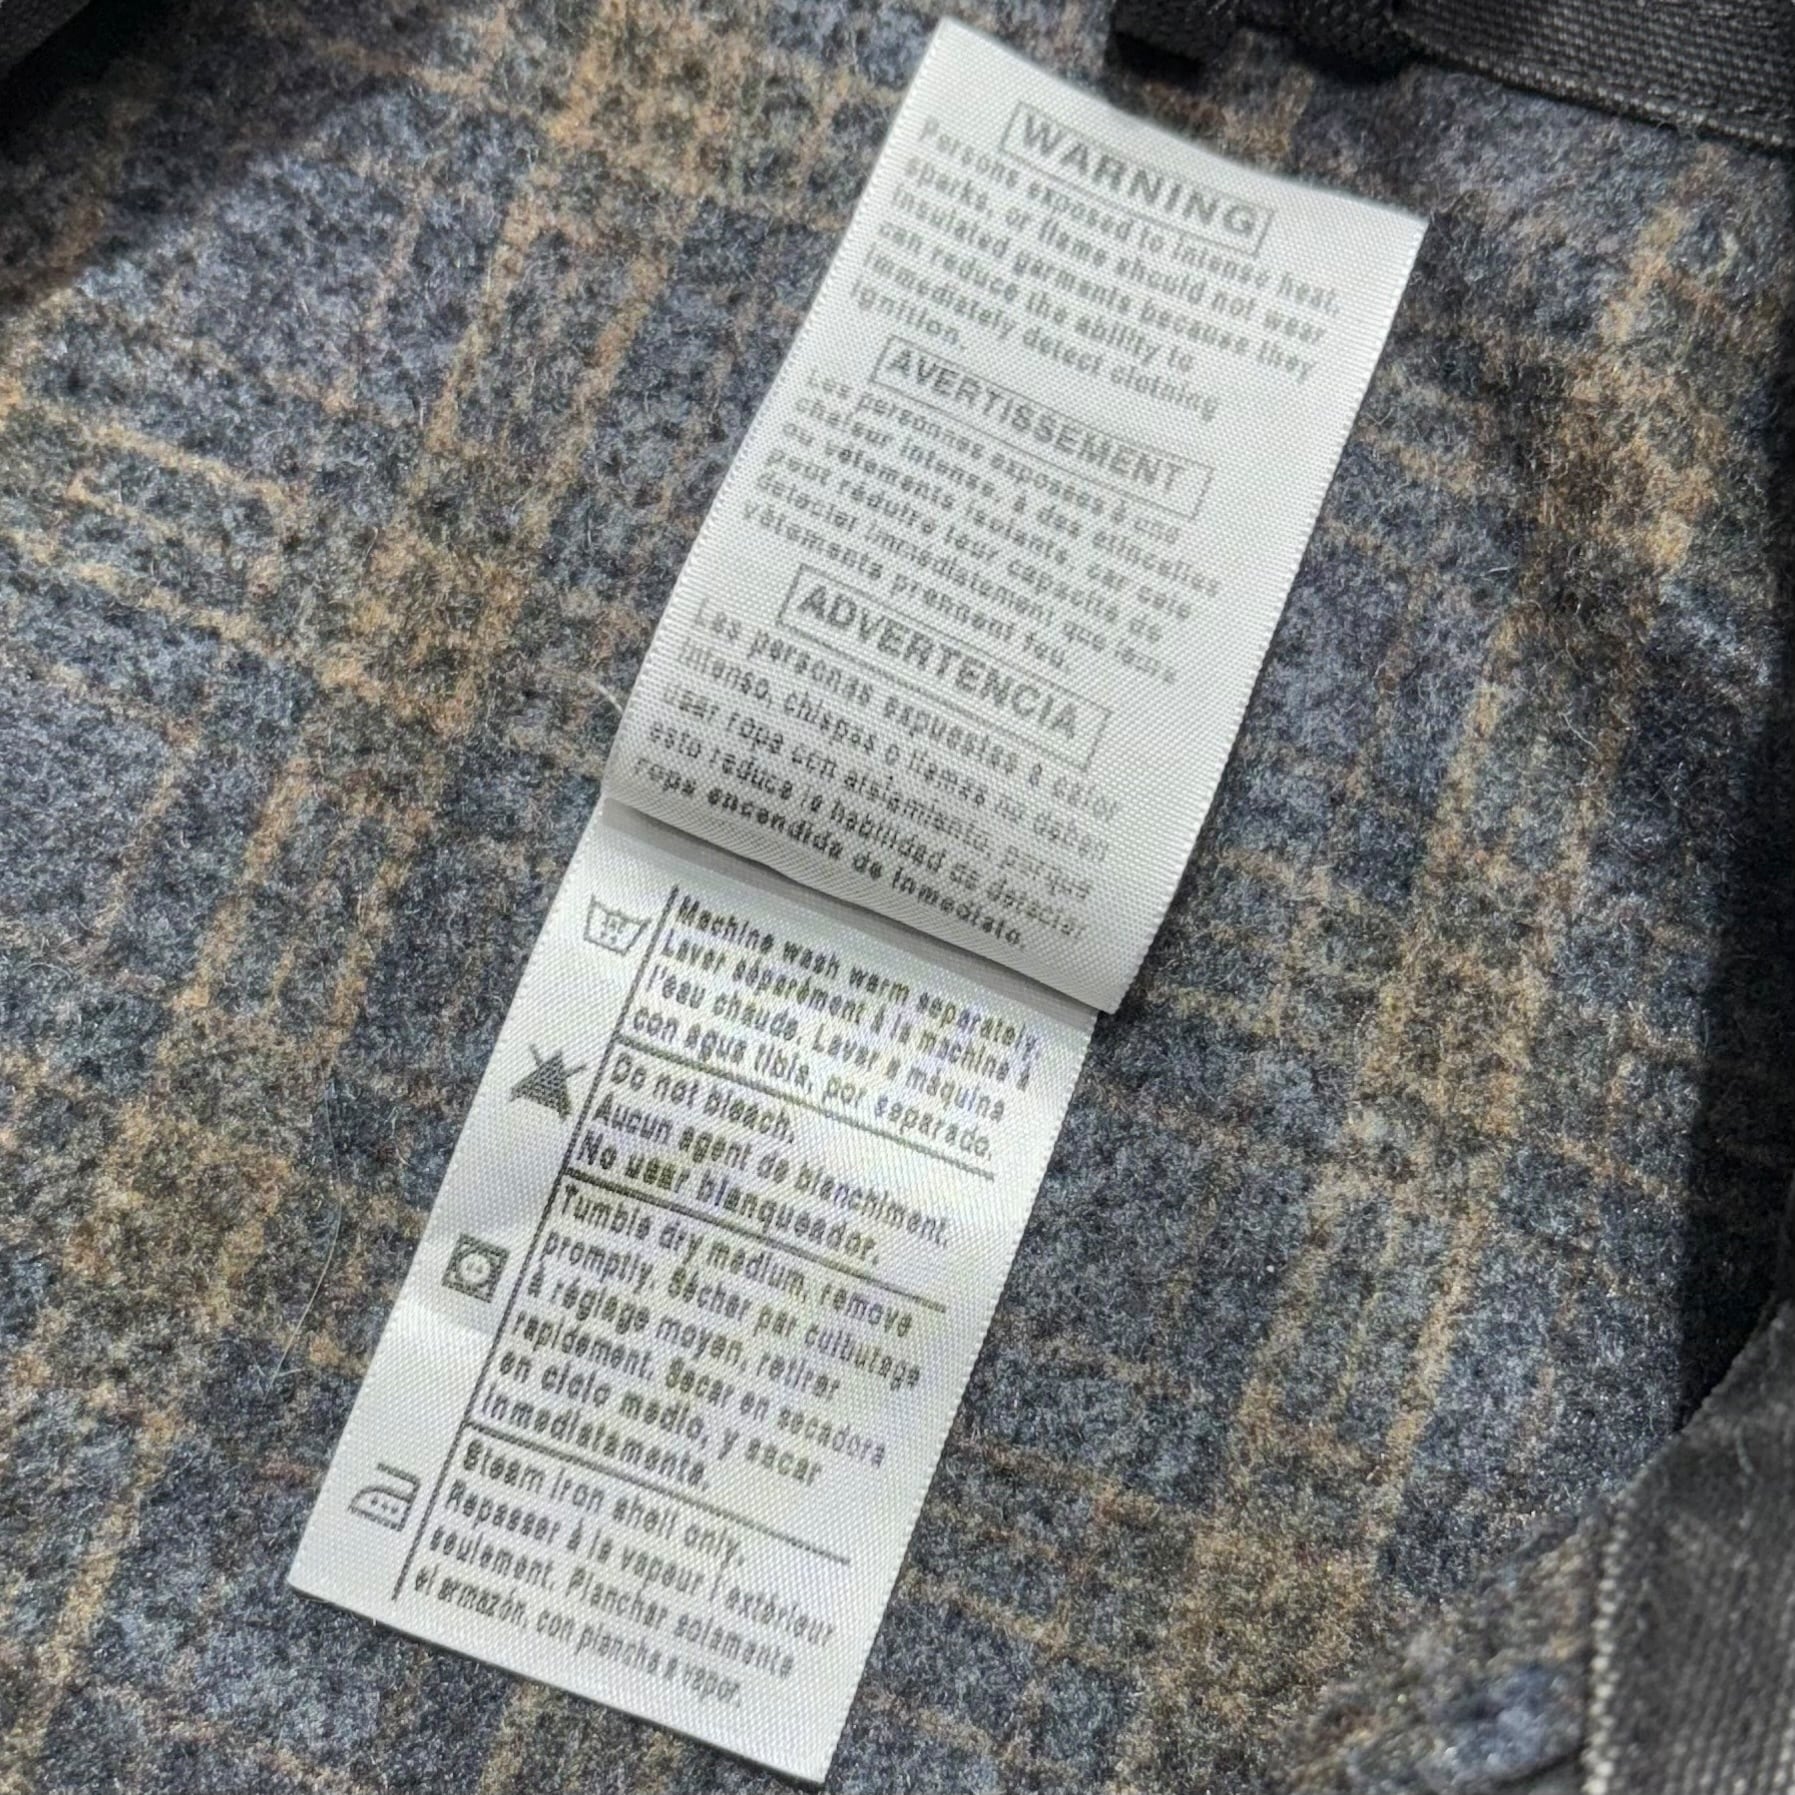 WARNING
Persons exposed to intense heat,
sparks, or flame should not wear
insulated garments because they
can reduce the ability to
immediately detect clothing
ignition.
AVERTISSEMENT
Les personnes exposées à une
chaleur intense, à des étincelles
ou vêtements isolants, car cela
peut réduire leur capacité de
détecter immédiatement que leurs
vêtements prennent feu.
ADVERTENCIA
Las personas expuestas a calor
intenso, chispas o llamas no deben
usar ropa con aislamiento, porque
esto reduce la habilidad de detectar
ropa encendida de inmediato.
Machine wash warm separately.
Laver séparément à la machine à
l'eau chaude. Lavar a máquina
con agua tibia, por separado.
Do not bleach.
Aucun agent de blanchiment.
No usar blanqueador.
Tumble dry medium, remove
promptly. Sécher par culbutage
à réglage moyen, retirer
rapidement. Secar en secadora
en ciclo medio, y sacar
inmediatamente.
Steam iron shell only.
Repasser à la vapeur l'extérieur
seulement. Planchar solamente
el armazón, con plancha a vapor.